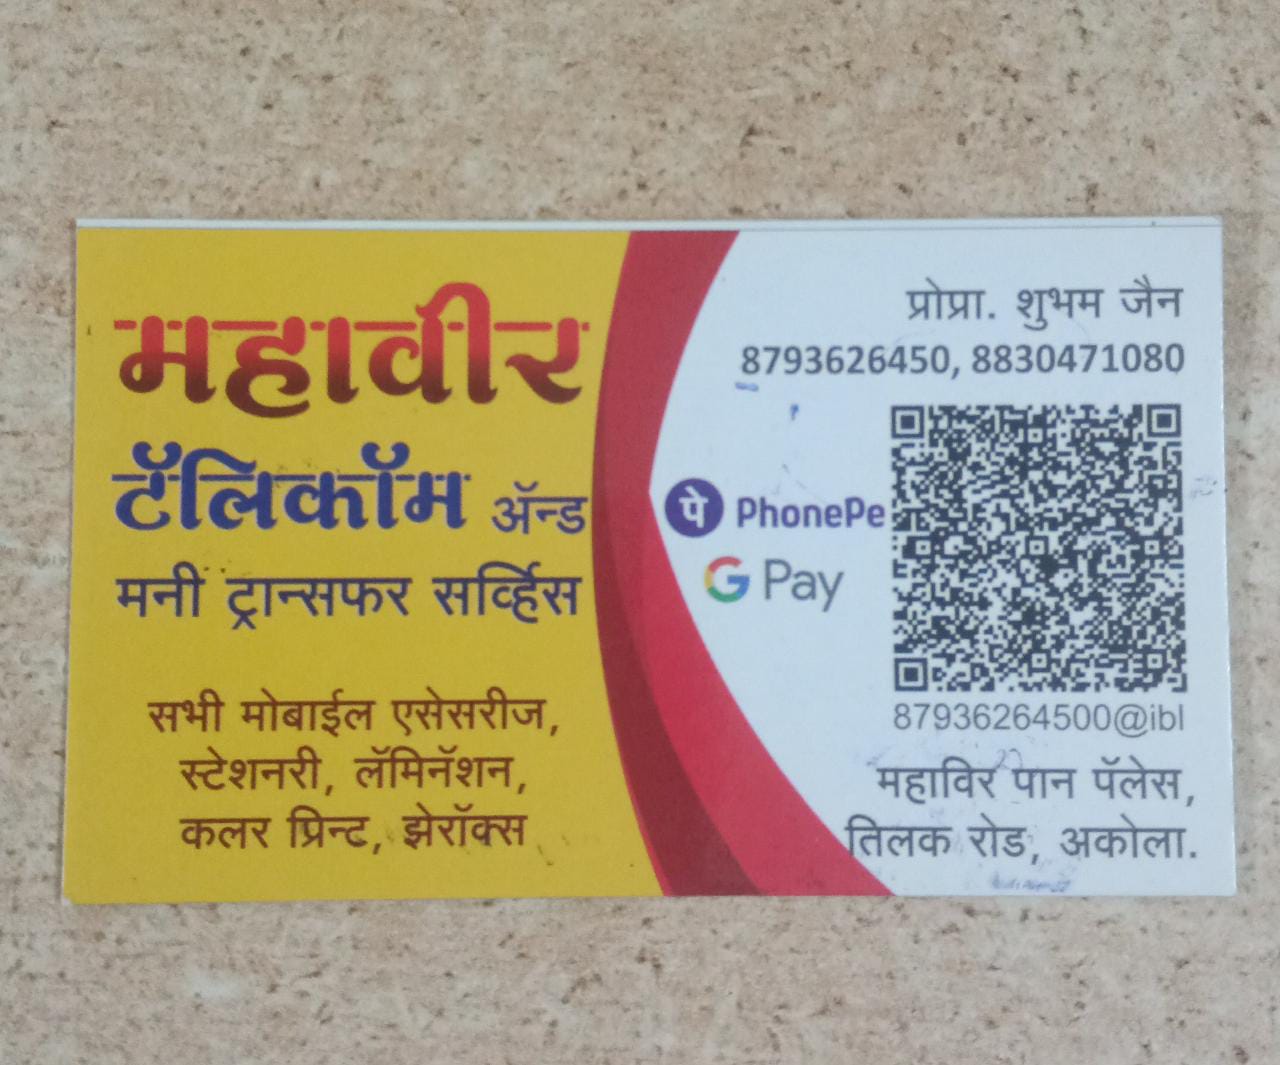 महावीर
टॅलिकॉम ॲन्ड
मनी ट्रान्सफर सर्व्हिस
सभी मोबाईल एसेसरीज,
स्टेशनरी, लॅमिनॅशन,
कलर प्रिन्ट, झेरॉक्स
प्रोप्रा. शुभम जैन
8793626450, 8830471080
पे PhonePe
G Pay
87936264500@ibl
महाविर पान पॅलेस,
तिलक रोड, अकोला.